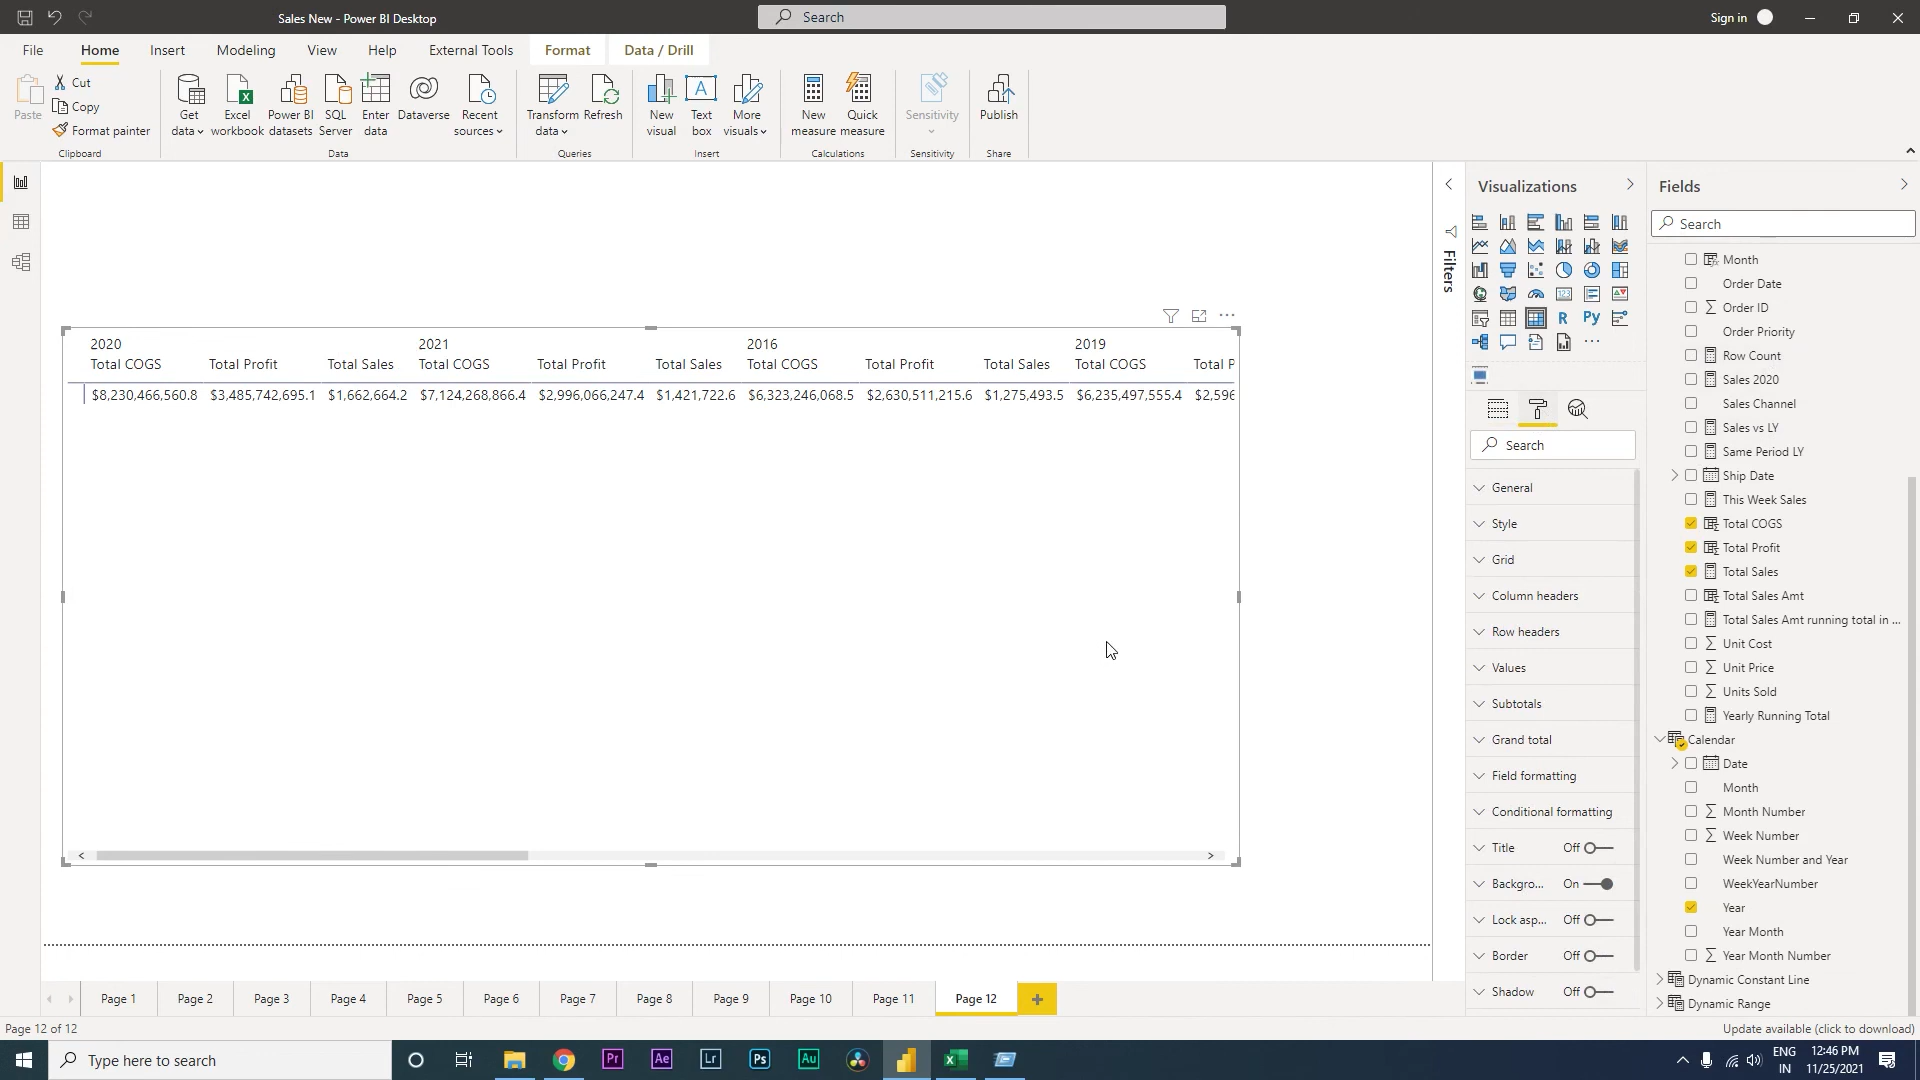 Sales New - Power BI Desktop
Search
Sign in
File
Home
Insert
Modeling
View
Help
External Tools
Format
Data / Drill
Paste
Cut
Copy
Format painter
Clipboard
Get data
Excel workbook
Power BI datasets
SQL Server
Enter data
Dataverse
Recent sources
Data
Transform data
Refresh
Queries
New visual
Text box
More visuals
Insert
New measure
Quick measure
Calculations
Sensitivity
Sensitivity
Publish
Share
2020 2021 2016 2019
Total COGS Total Profit Total Sales Total COGS Total Profit Total Sales Total COGS Total Profit Total Sales Total COGS Total P
$8,230,466,560.8 $3,485,742,695.1 $1,662,664.2 $7,124,268,866.4 $2,996,066,247.4 $1,421,722.6 $6,323,246,068.5 $2,630,511,215.6 $1,275,493.5 $6,235,497,555.4 $2,596
Filters
Visualizations
R
Py
123
Search
General
Style
Grid
Column headers
Row headers
Values
Subtotals
Grand total
Field formatting
Conditional formatting
Title Off
Backgro... On
Lock asp... Off
Border Off
Shadow Off
Fields
Search
Month
Order Date
Order ID
Order Priority
Row Count
Sales 2020
Sales Channel
Sales vs LY
Same Period LY
Ship Date
This Week Sales
Total COGS
Total Profit
Total Sales
Total Sales Amt
Total Sales Amt running total in ...
Unit Cost
Unit Price
Units Sold
Yearly Running Total
Calendar
Date
Month
Month Number
Week Number
Week Number and Year
WeekYearNumber
Year
Year Month
Year Month Number
Dynamic Constant Line
Dynamic Range
Page 1
Page 2
Page 3
Page 4
Page 5
Page 6
Page 7
Page 8
Page 9
Page 10
Page 11
Page 12
Page 12 of 12
Update available (click to download)
Type here to search
Pr
Ae
Lr
Ps
Au
ENG
IN
12:46 PM
11/25/2021